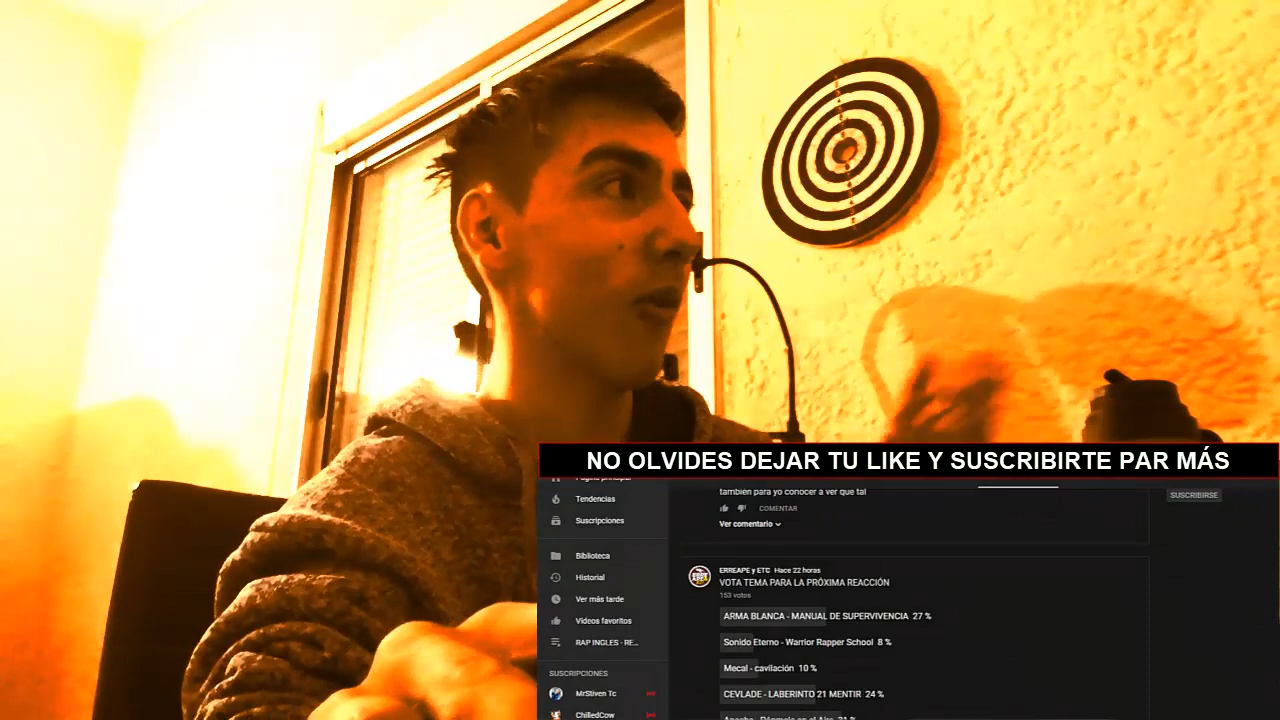 NO OLVIDES DEJAR TU LIKE Y SUSCRIBIRTE PAR MÁS
Página principal
Tendencias
Suscripciones
Biblioteca
Historial
Ver más tarde
Vídeos favoritos
RAP INGLES - RE...
SUSCRIPCIONES
MrStiven Tc
ChilledCow
también para yo conocer a ver que tal
COMENTAR
Ver comentario
SUSCRIBIRSE
ERREAPE y ETC Hace 22 horas
VOTA TEMA PARA LA PRÓXIMA REACCIÓN
153 votos
ARMA BLANCA - MANUAL DE SUPERVIVENCIA 27 %
Sonido Eterno - Warrior Rapper School 8 %
Mecal - cavilación 10 %
CEVLADE - LABERINTO 21 MENTIR 24 %